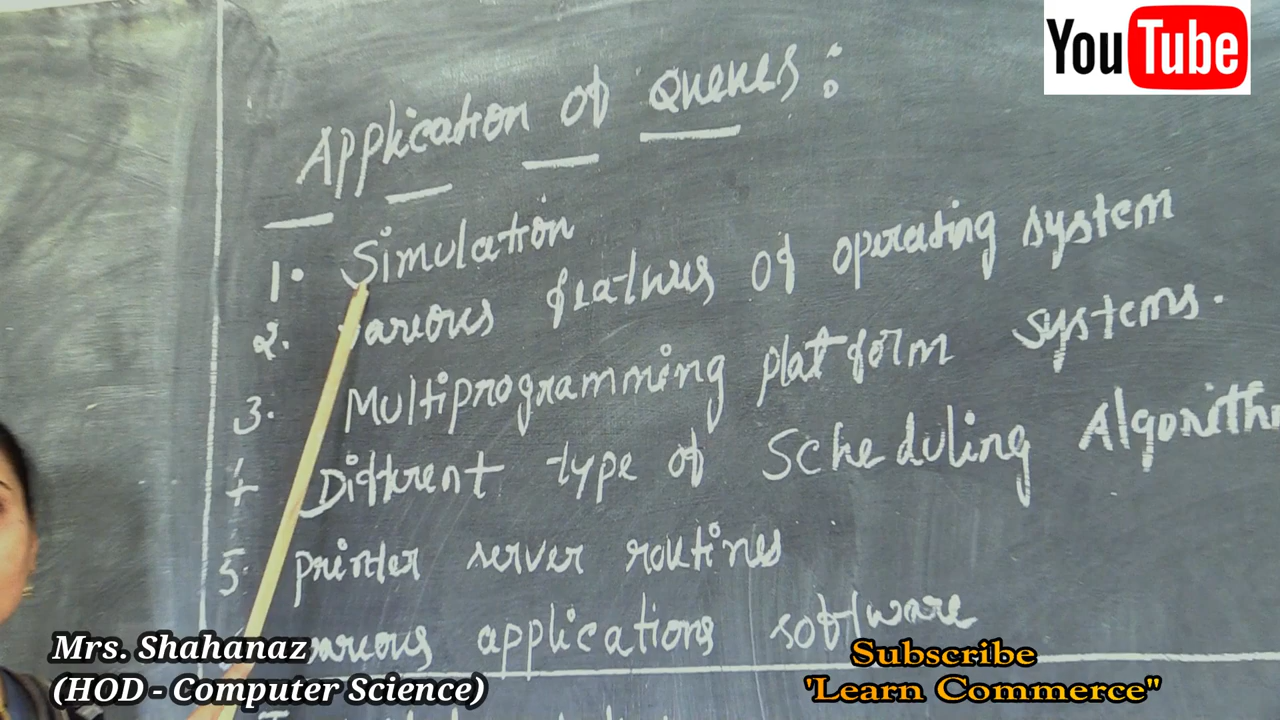 YouTube
Application of Queues:
1. Simulation
2. various features of operating system
3. Multiprogramming platform systems.
4 Different type of Scheduling Algorith
5. printer server routines
various applications software
Mrs. Shahanaz
(HOD - Computer Science)
Subscribe
'Learn Commerce"